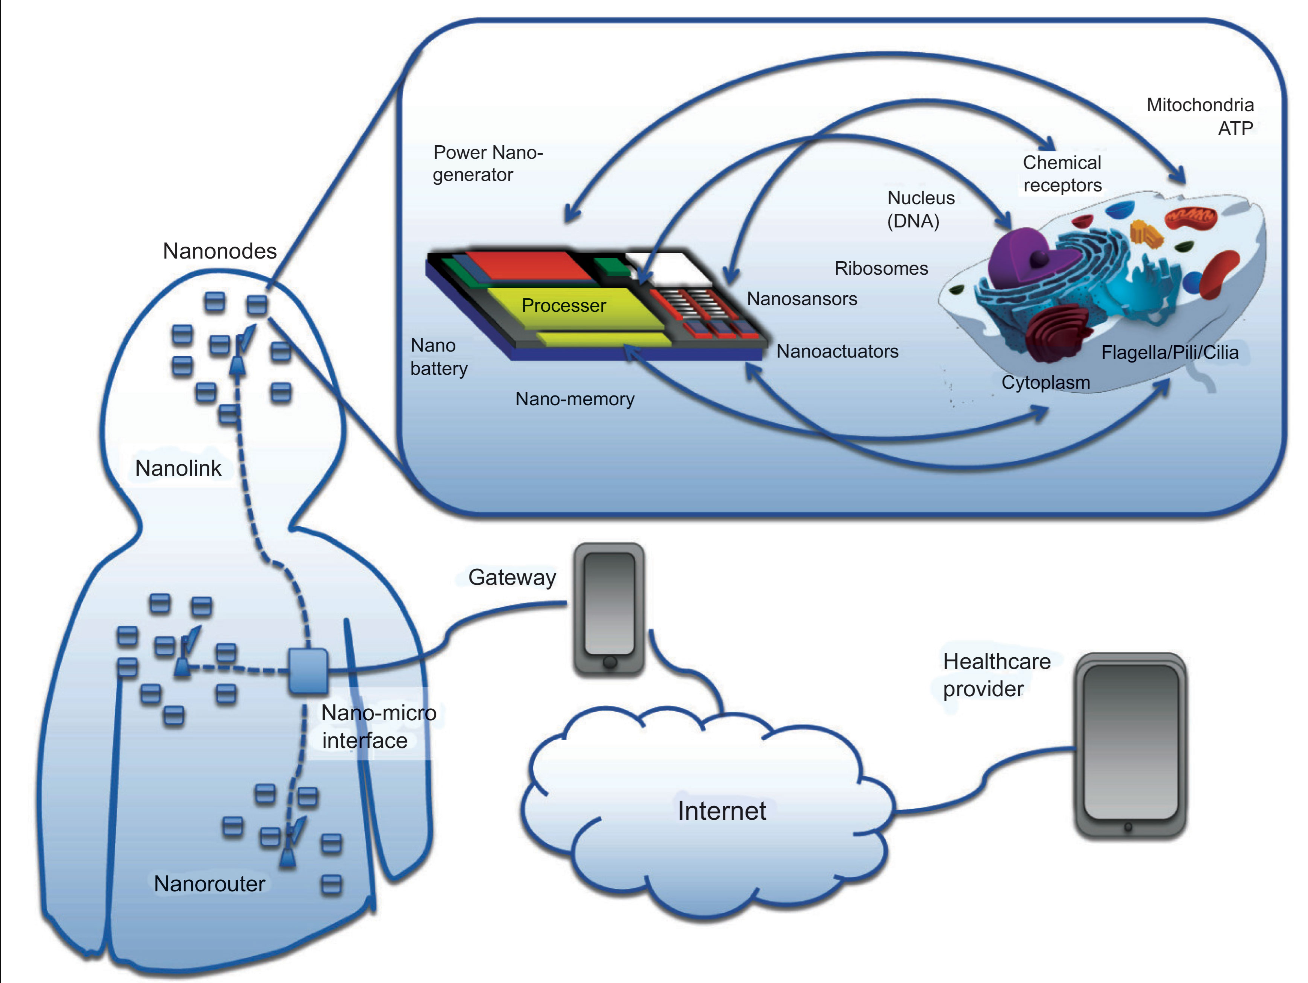 Mitochondria
ATP
Power Nano-
generator
Chemical
receptors
Nucleus
(DNA)
Nanonodes
Ribosomes
Nanosansors
Processer
Nano
battery
Nanoactuators
Flagella/Pili/Cilia
Cytoplasm
Nano-memory
Nanolink
Gateway
Healthcare
provider
Nano-micro
interface
Internet
Nanorouter